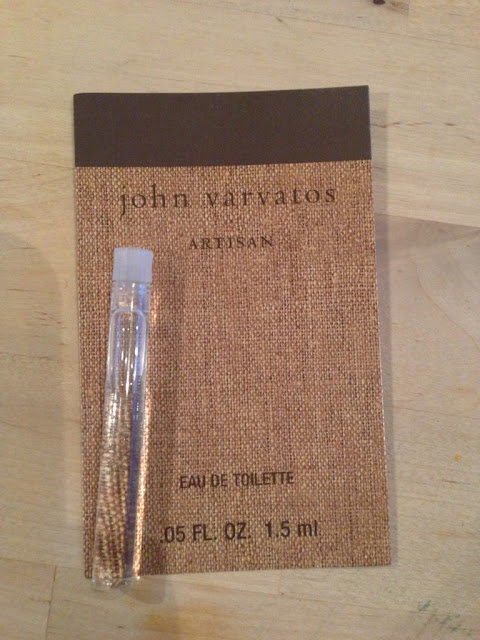 john varvatos
ARTISAN
EAU DE TOILETTE
.05 FL. OZ. 1.5 ml